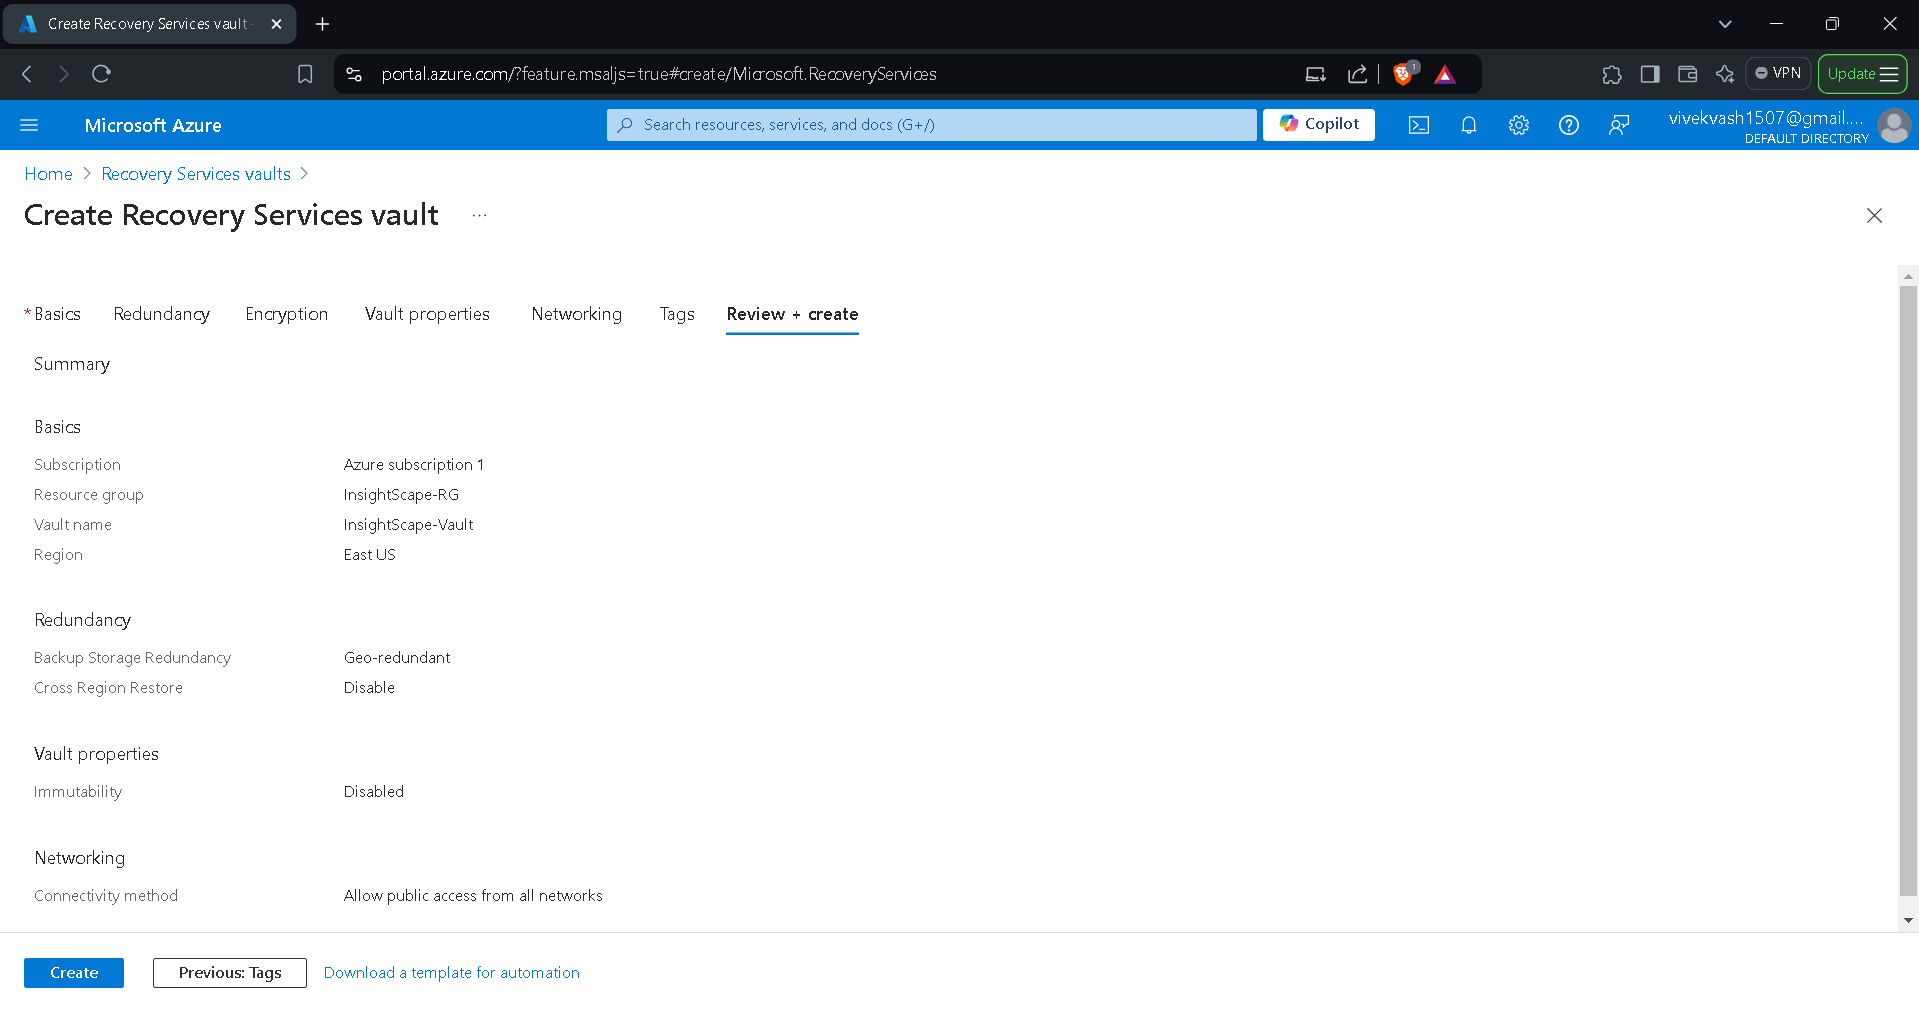 Create Recovery Services vault -
portal.azure.com/?feature.msaljs=true#create/Microsoft.RecoveryServices
1
VPN
Update
Microsoft Azure
Search resources, services, and docs (G+/)
Copilot
vivekvash1507@gmail....
DEFAULT DIRECTORY
Home > Recovery Services vaults >
Create Recovery Services vault ...
* Basics Redundancy Encryption Vault properties Networking Tags Review + create
Summary
Basics
Subscription Azure subscription 1
Resource group InsightScape-RG
Vault name InsightScape-Vault
Region East US
Redundancy
Backup Storage Redundancy Geo-redundant
Cross Region Restore Disable
Vault properties
Immutability Disabled
Networking
Connectivity method Allow public access from all networks
Create Previous: Tags Download a template for automation